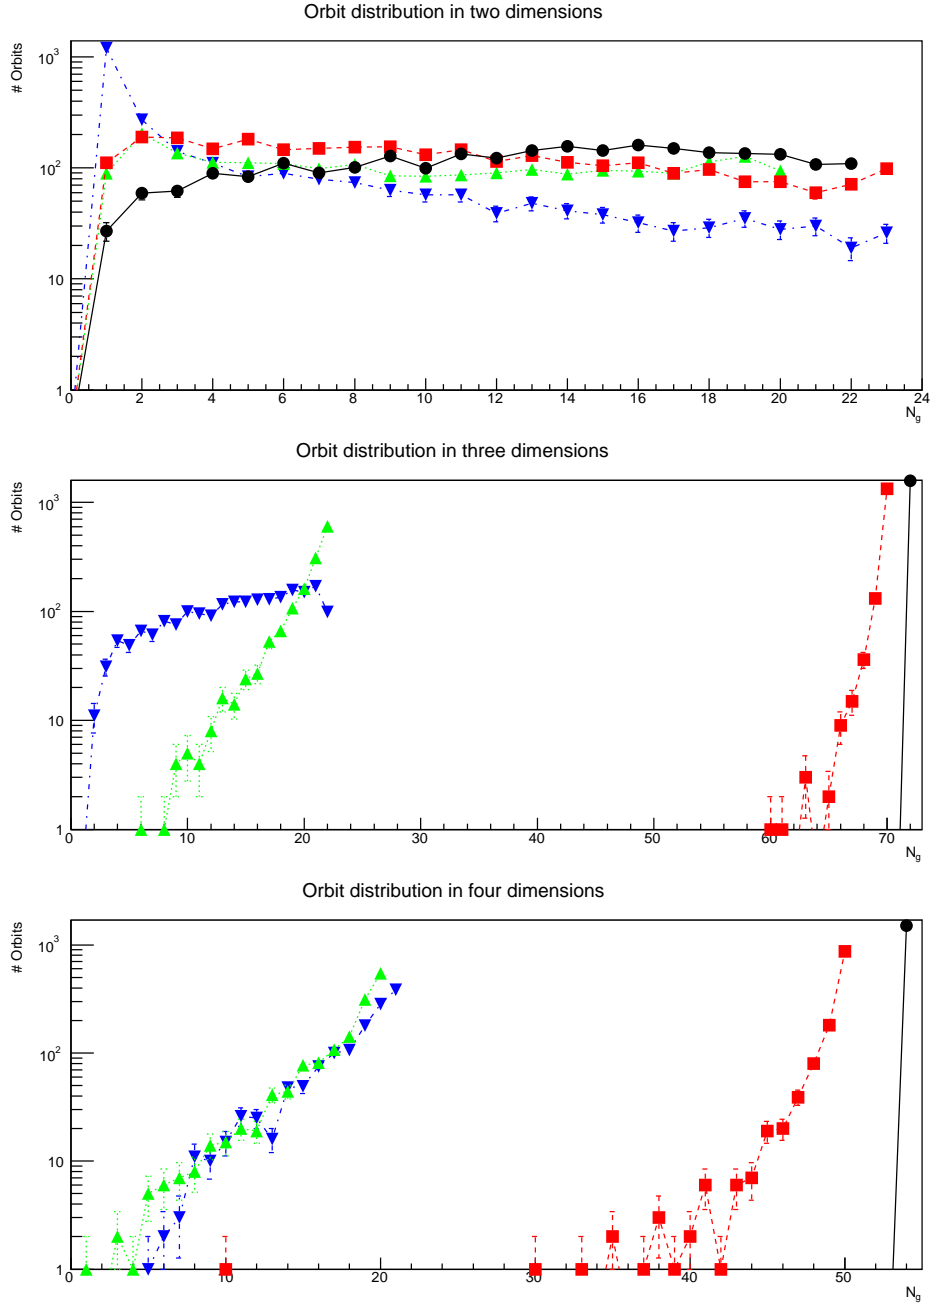 Orbit distribution in two dimensions
# Orbits
10³
10²
10
1
0 2 4 6 8 10 12 14 16 18 20 22 24
N_g
Orbit distribution in three dimensions
# Orbits
10³
10²
10
1
0 10 20 30 40 50 60 70
N_g
Orbit distribution in four dimensions
# Orbits
10³
10²
10
1
0 10 20 30 40 50
N_g